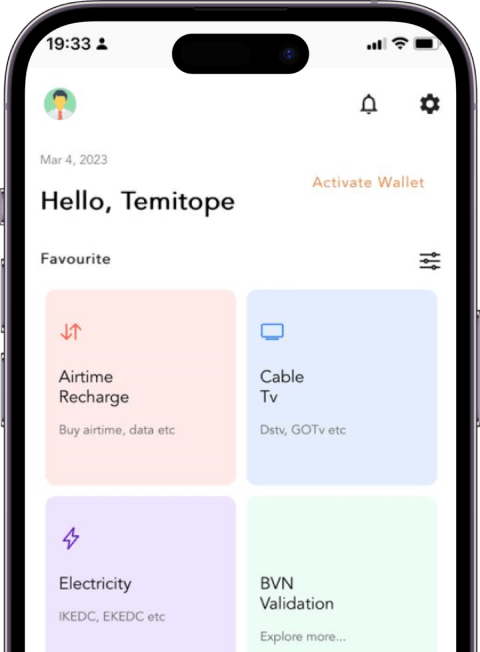 19:33
Mar 4, 2023
Activate Wallet
Hello, Temitope
Favourite
Airtime
Recharge
Buy airtime, data etc
Cable
Tv
Dstv, GOTv etc
Electricity
IKEDC, EKEDC etc
BVN
Validation
Explore more...